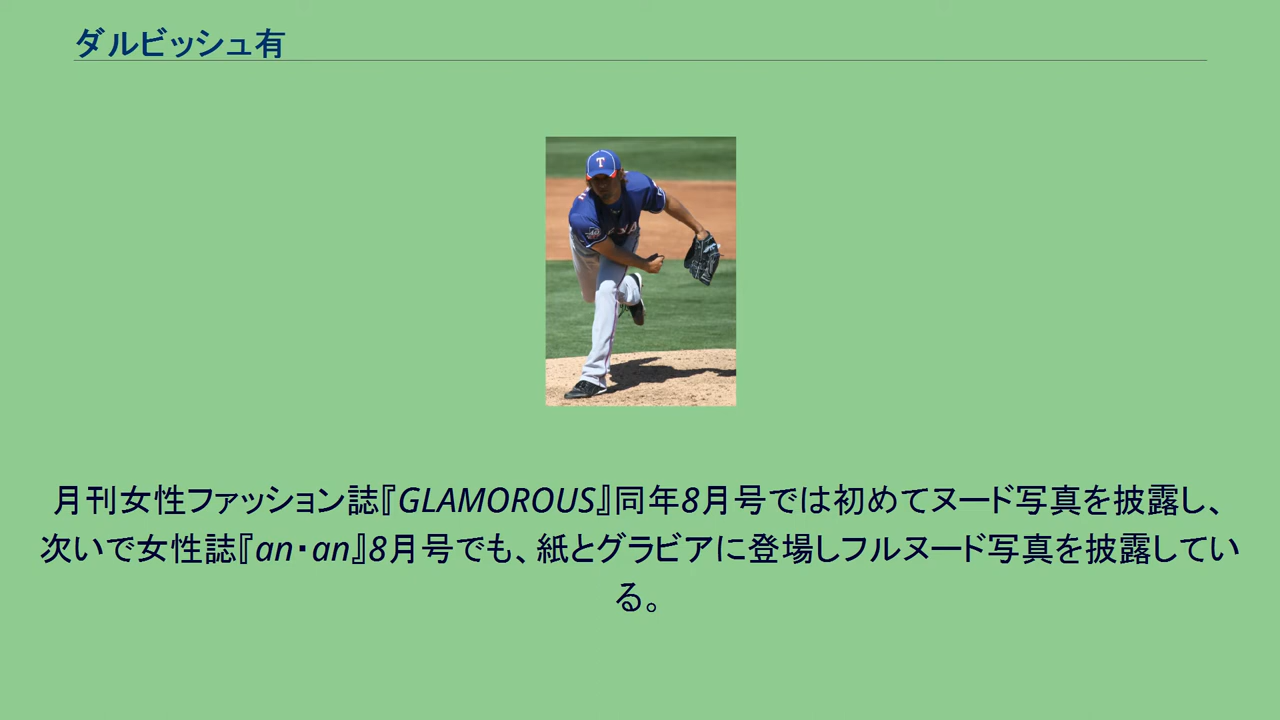 ダルビッシュ有
T
月刊女性ファッション誌『GLAMOROUS』同年8月号では初めてヌード写真を披露し、
次いで女性誌『an・an』8月号でも、紙とグラビアに登場しフルヌード写真を披露してい
る。